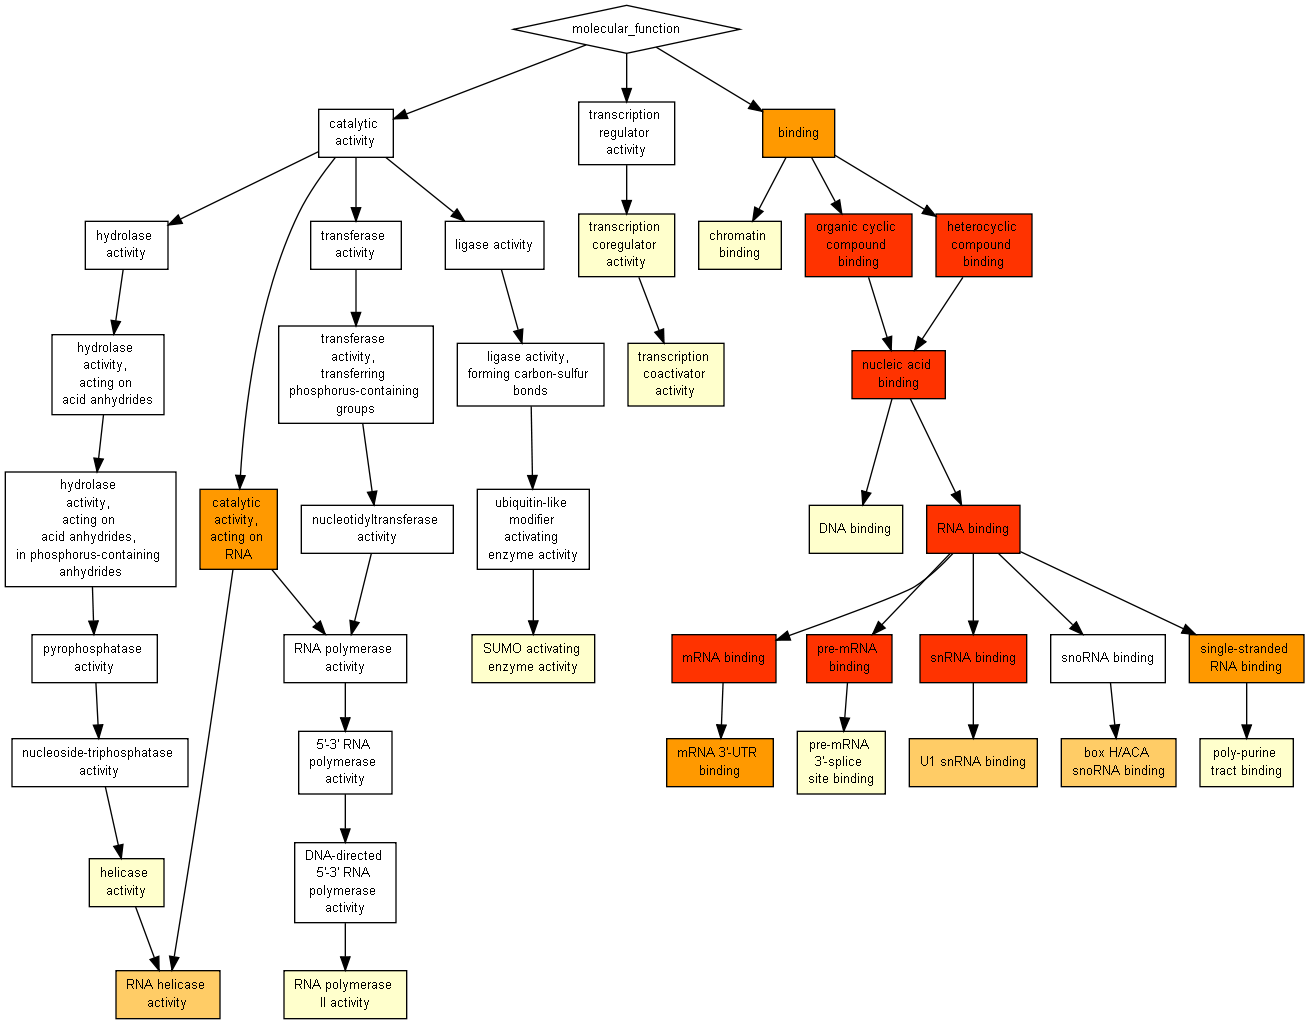 molecular_function
catalytic
activity
transcription
regulator
activity
binding
hydrolase
activity
transferase
activity
ligase activity
transcription
coregulator
activity
chromatin
binding
organic cyclic
compound
binding
heterocyclic
compound
binding
hydrolase
activity,
acting on
acid anhydrides
transferase
activity,
transferring
phosphorus-containing
groups
ligase activity,
forming carbon-sulfur
bonds
transcription
coactivator
activity
nucleic acid
binding
hydrolase
activity,
acting on
acid anhydrides,
in phosphorus-containing
anhydrides
catalytic
activity,
acting on
RNA
nucleotidyltransferase
activity
ubiquitin-like
modifier
activating
enzyme activity
DNA binding
RNA binding
pyrophosphatase
activity
RNA polymerase
activity
SUMO activating
enzyme activity
mRNA binding
pre-mRNA
binding
snRNA binding
snoRNA binding
single-stranded
RNA binding
nucleoside-triphosphatase
activity
5'-3' RNA
polymerase
activity
mRNA 3'-UTR
binding
pre-mRNA
3'-splice
site binding
U1 snRNA binding
box H/ACA
snoRNA binding
poly-purine
tract binding
helicase
activity
DNA-directed
5'-3' RNA
polymerase
activity
RNA helicase
activity
RNA polymerase
II activity